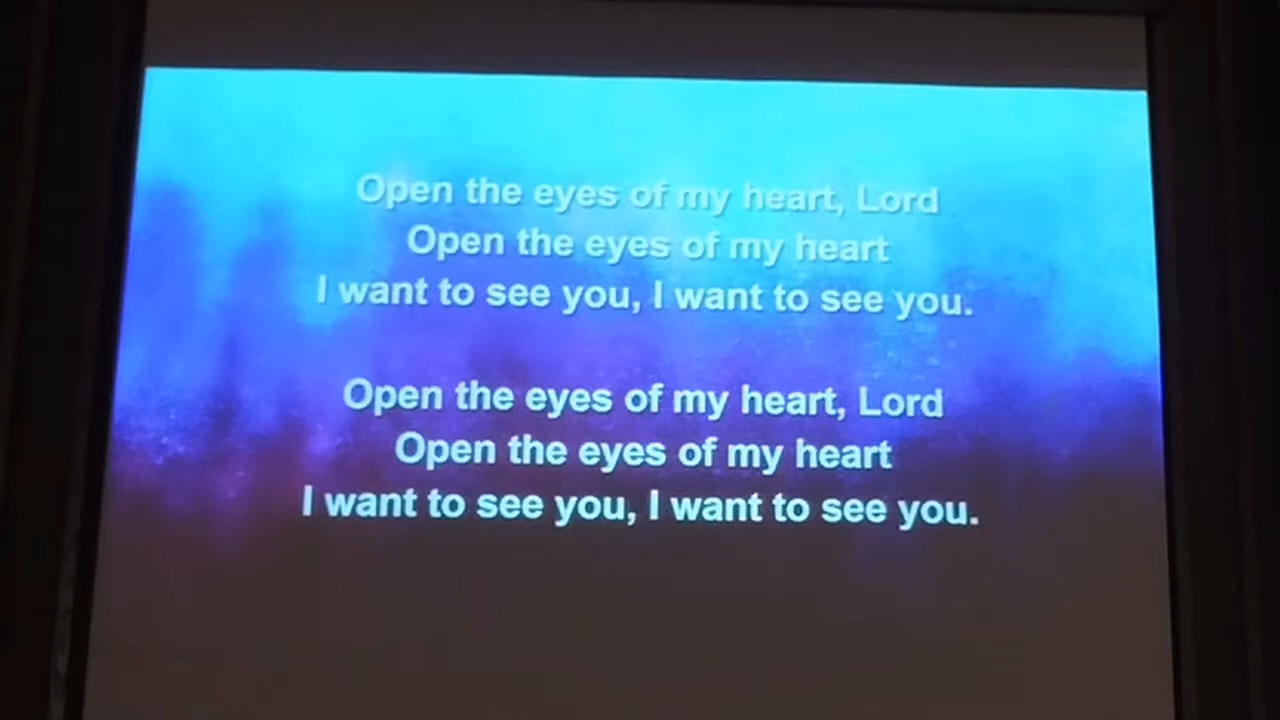 Open the eyes of my heart, Lord
Open the eyes of my heart
I want to see you, I want to see you.
Open the eyes of my heart, Lord
Open the eyes of my heart
I want to see you, I want to see you.